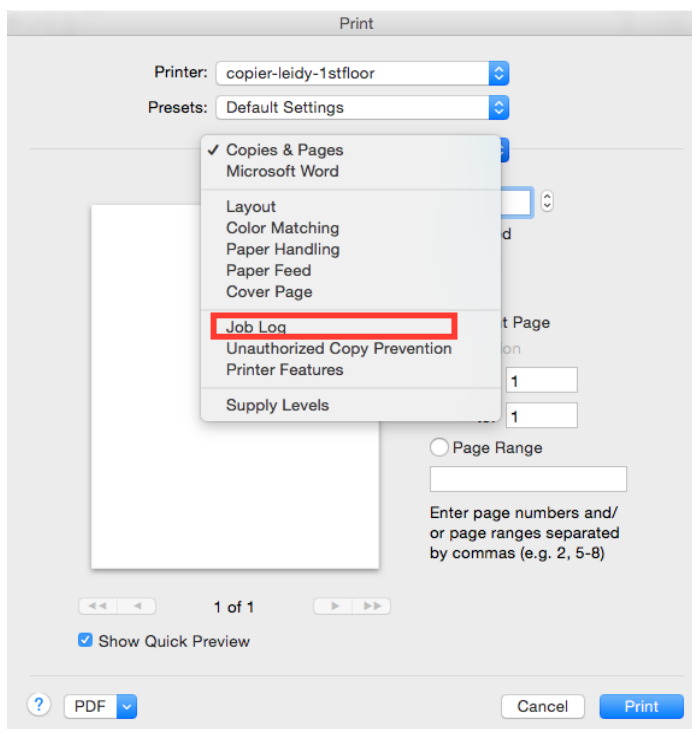 Print
Printer: copier-leidy-1stfloor
Presets: Default Settings
✓ Copies & Pages
Microsoft Word
Layout
Color Matching
Paper Handling
Paper Feed
Cover Page
Job Log
Unauthorized Copy Prevention
Printer Features
Supply Levels
Page
1
1
Page Range
Enter page numbers and/
or page ranges separated
by commas (e.g. 2, 5-8)
1 of 1
Show Quick Preview
? PDF
Cancel Print